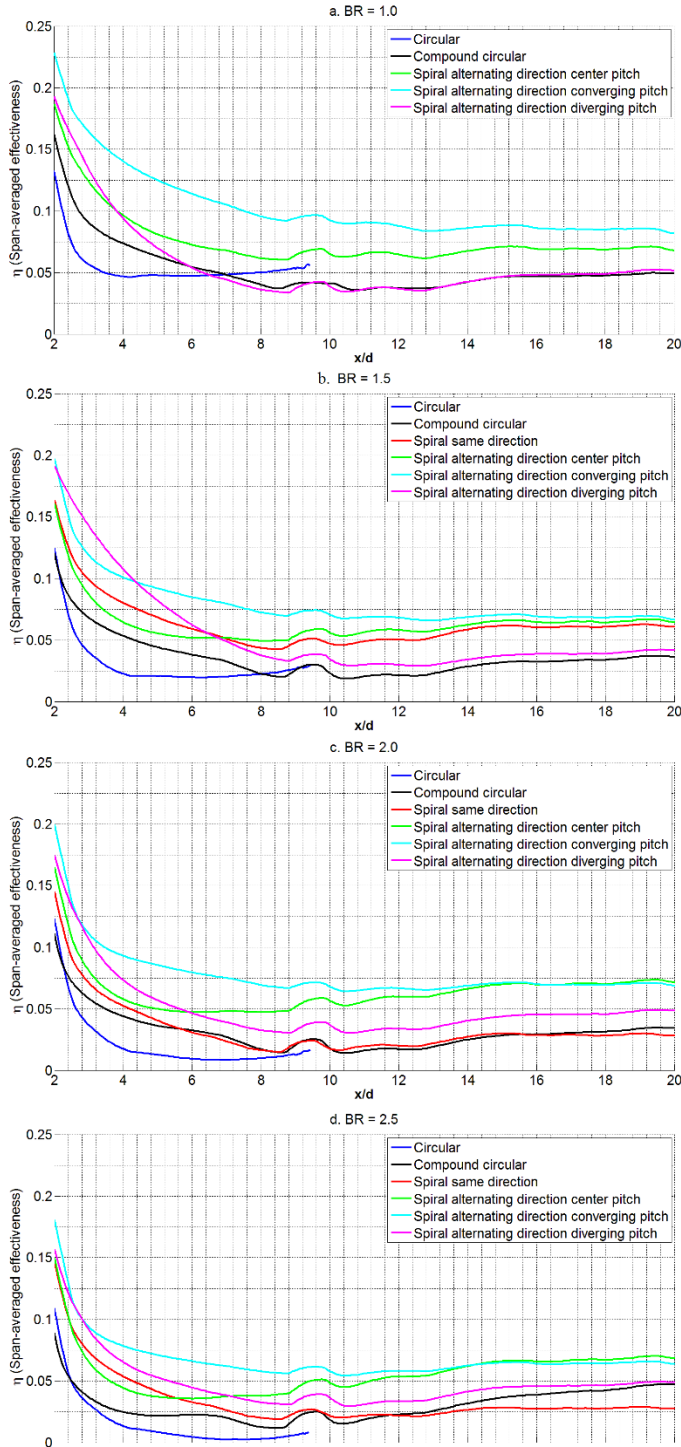 a. BR = 1.0
η (Span-averaged effectiveness)
0.25
0.2
0.15
0.1
0.05
0
Circular
Compound circular
Spiral alternating direction center pitch
Spiral alternating direction converging pitch
Spiral alternating direction diverging pitch
2 4 6 8 10 12 14 16 18 20
x/d
b. BR = 1.5
η (Span-averaged effectiveness)
0.25
0.2
0.15
0.1
0.05
0
Circular
Compound circular
Spiral same direction
Spiral alternating direction center pitch
Spiral alternating direction converging pitch
Spiral alternating direction diverging pitch
2 4 6 8 10 12 14 16 18 20
x/d
c. BR = 2.0
η (Span-averaged effectiveness)
0.25
0.2
0.15
0.1
0.05
0
Circular
Compound circular
Spiral same direction
Spiral alternating direction center pitch
Spiral alternating direction converging pitch
Spiral alternating direction diverging pitch
2 4 6 8 10 12 14 16 18 20
x/d
d. BR = 2.5
η (Span-averaged effectiveness)
0.25
0.2
0.15
0.1
0.05
0
Circular
Compound circular
Spiral same direction
Spiral alternating direction center pitch
Spiral alternating direction converging pitch
Spiral alternating direction diverging pitch